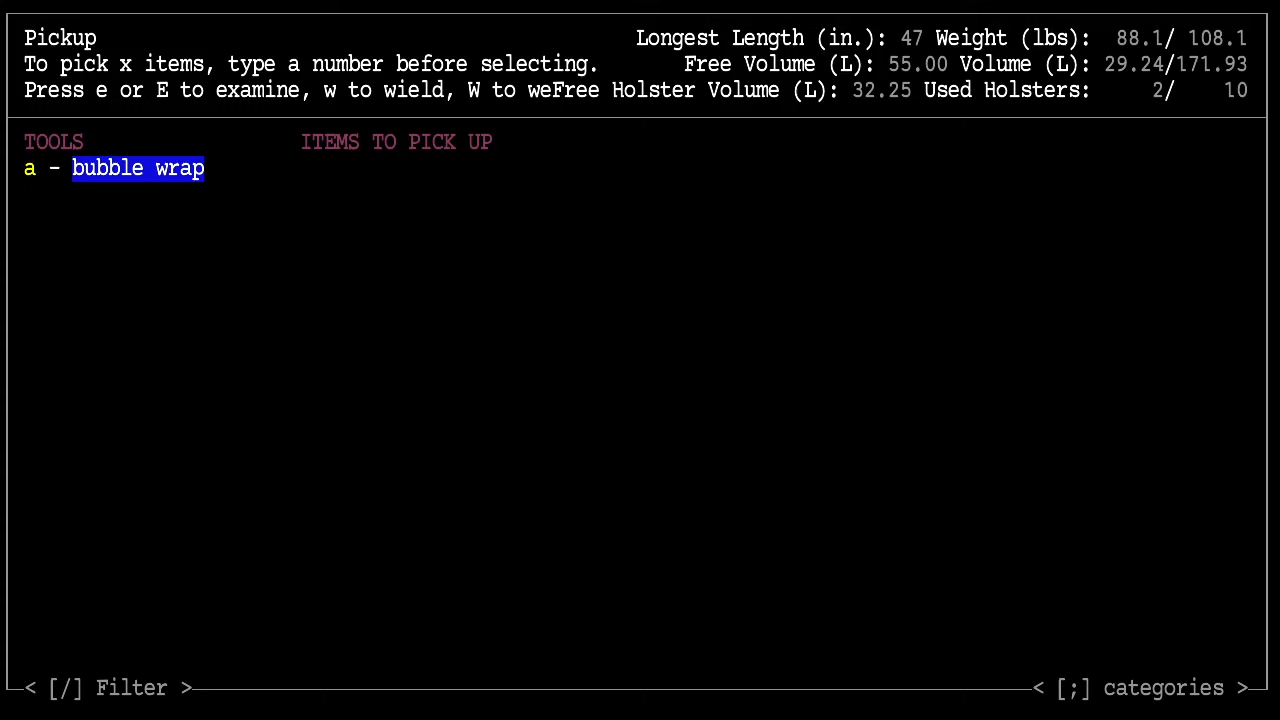 Pickup Longest Length (in.): 47 Weight (lbs): 88.1/ 108.1
To pick x items, type a number before selecting. Free Volume (L): 55.00 Volume (L): 29.24/171.93
Press e or E to examine, w to wield, W to weFree Holster Volume (L): 32.25 Used Holsters: 2/ 10
TOOLS ITEMS TO PICK UP
a - bubble wrap
< [/] Filter > < [;] categories >